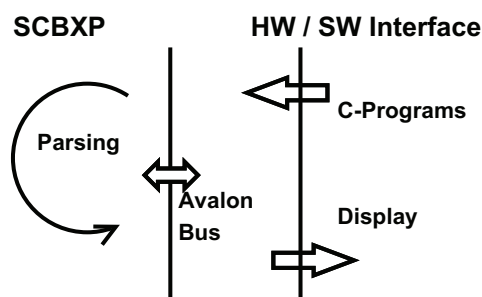 SCBXP
HW / SW Interface
C-Programs
Parsing
Avalon
Bus
Display